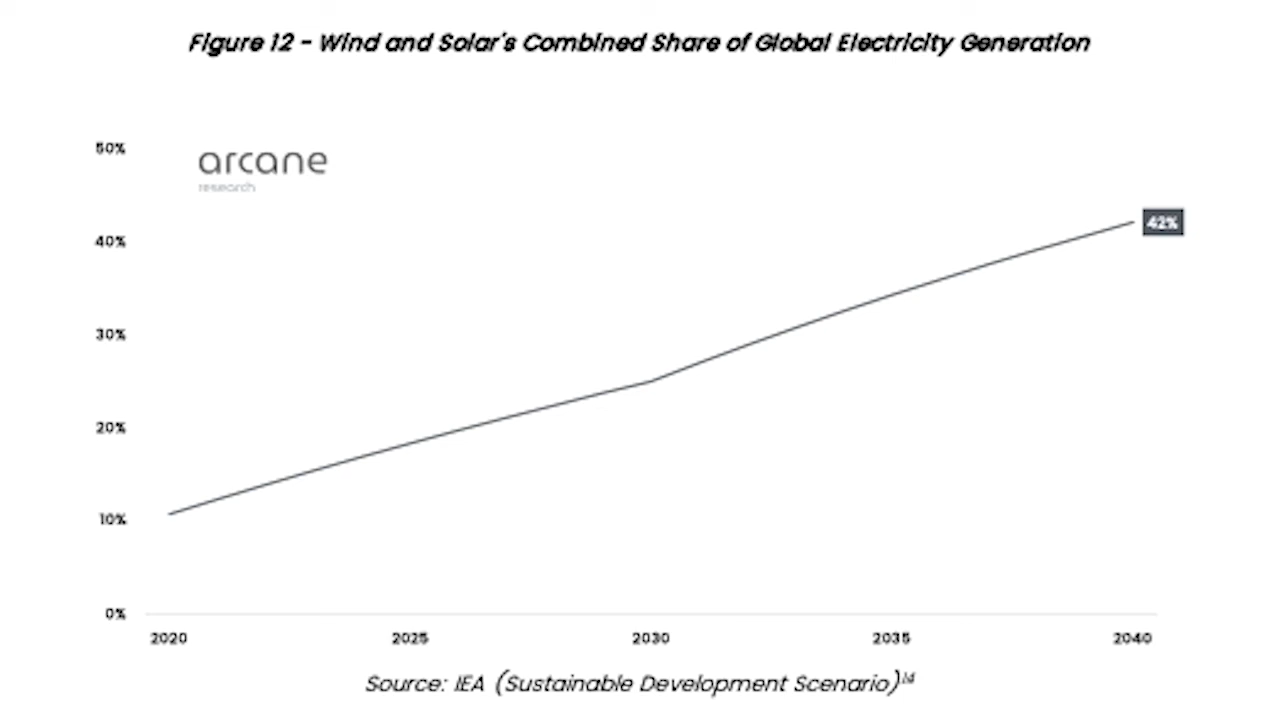 Figure 12 - Wind and Solar's Combined Share of Global Electricity Generation
50%
arcane
research
42%
40%
30%
20%
10%
0%
2020 2025 2030 2035 2040
Source: IEA (Sustainable Development Scenario)¹⁴